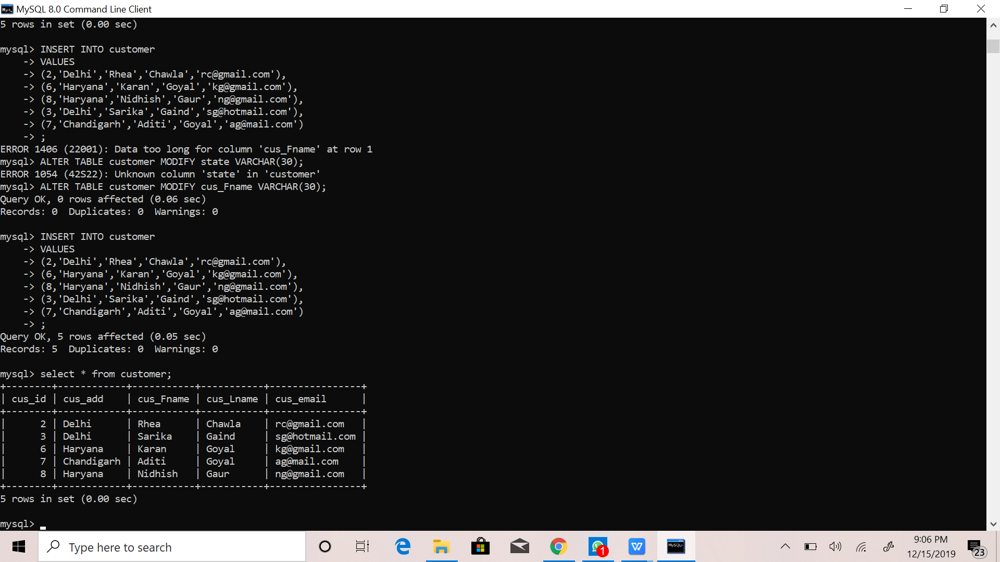 MySQL 8.0 Command Line Client
5 rows in set (0.00 sec)
mysql> INSERT INTO customer
    -> VALUES
    -> (2,'Delhi','Rhea','Chawla','rc@gmail.com'),
    -> (6,'Haryana','Karan','Goyal','kg@gmail.com'),
    -> (8,'Haryana','Nidhish','Gaur','ng@gmail.com'),
    -> (3,'Delhi','Sarika','Gaind','sg@hotmail.com'),
    -> (7,'Chandigarh','Aditi','Goyal','ag@mail.com')
    -> ;
ERROR 1406 (22001): Data too long for column 'cus_Fname' at row 1
mysql> ALTER TABLE customer MODIFY state VARCHAR(30);
ERROR 1054 (42S22): Unknown column 'state' in 'customer'
mysql> ALTER TABLE customer MODIFY cus_Fname VARCHAR(30);
Query OK, 0 rows affected (0.06 sec)
Records: 0  Duplicates: 0  Warnings: 0
mysql> INSERT INTO customer
    -> VALUES
    -> (2,'Delhi','Rhea','Chawla','rc@gmail.com'),
    -> (6,'Haryana','Karan','Goyal','kg@gmail.com'),
    -> (8,'Haryana','Nidhish','Gaur','ng@gmail.com'),
    -> (3,'Delhi','Sarika','Gaind','sg@hotmail.com'),
    -> (7,'Chandigarh','Aditi','Goyal','ag@mail.com')
    -> ;
Query OK, 5 rows affected (0.05 sec)
Records: 5  Duplicates: 0  Warnings: 0
mysql> select * from customer;
+--------+------------+-----------+-----------+----------------+
| cus_id | cus_add    | cus_Fname | cus_Lname | cus_email      |
+--------+------------+-----------+-----------+----------------+
|      2 | Delhi      | Rhea      | Chawla    | rc@gmail.com   |
|      3 | Delhi      | Sarika    | Gaind     | sg@hotmail.com |
|      6 | Haryana    | Karan     | Goyal     | kg@gmail.com   |
|      7 | Chandigarh | Aditi     | Goyal     | ag@mail.com    |
|      8 | Haryana    | Nidhish   | Gaur      | ng@gmail.com   |
+--------+------------+-----------+-----------+----------------+
5 rows in set (0.00 sec)
mysql>
Type here to search
1
W
MySQL
9:06 PM
12/15/2019
23